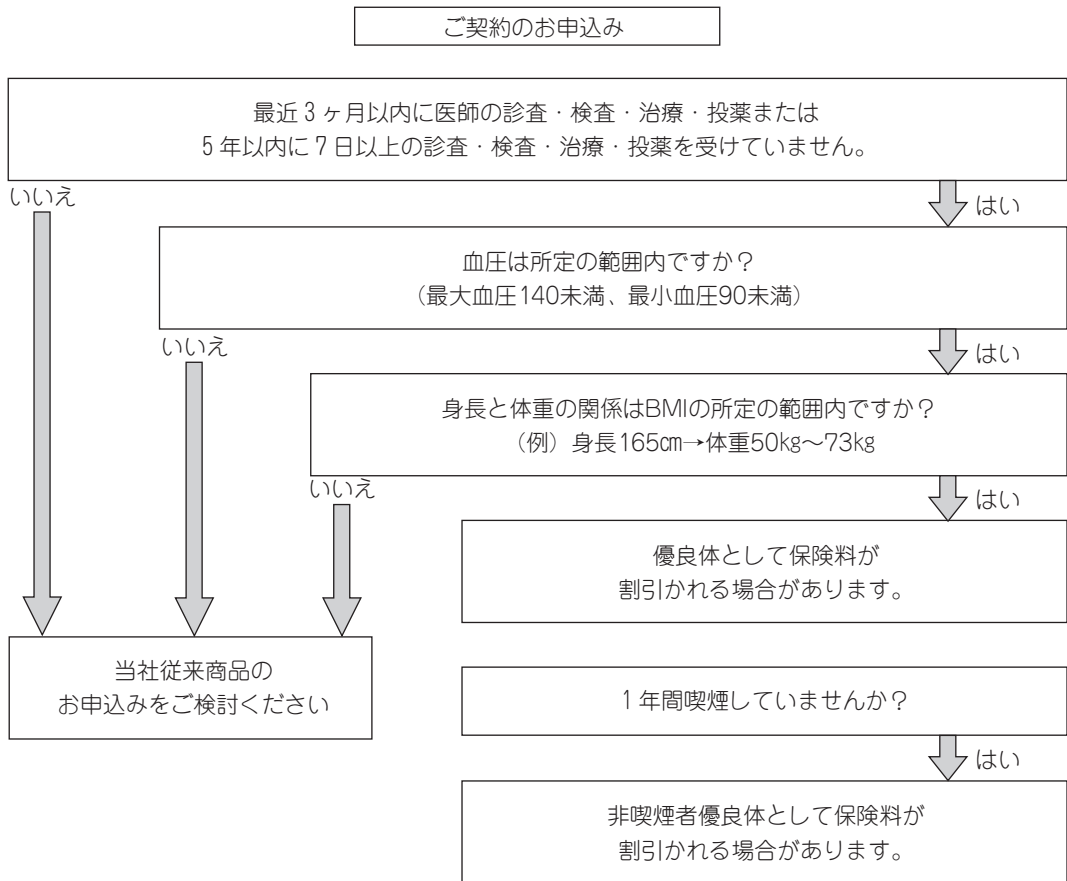 ご契約のお申込み
最近3ヶ月以内に医師の診査・検査・治療・投薬または
5年以内に7日以上の診査・検査・治療・投薬を受けていません。
いいえ
はい
血圧は所定の範囲内ですか？
（最大血圧140未満、最小血圧90未満）
いいえ
はい
身長と体重の関係はBMIの所定の範囲内ですか？
（例）身長165㎝→体重50㎏～73㎏
いいえ
はい
優良体として保険料が
割引かれる場合があります。
当社従来商品の
お申込みをご検討ください
1年間喫煙していませんか？
はい
非喫煙者優良体として保険料が
割引かれる場合があります。